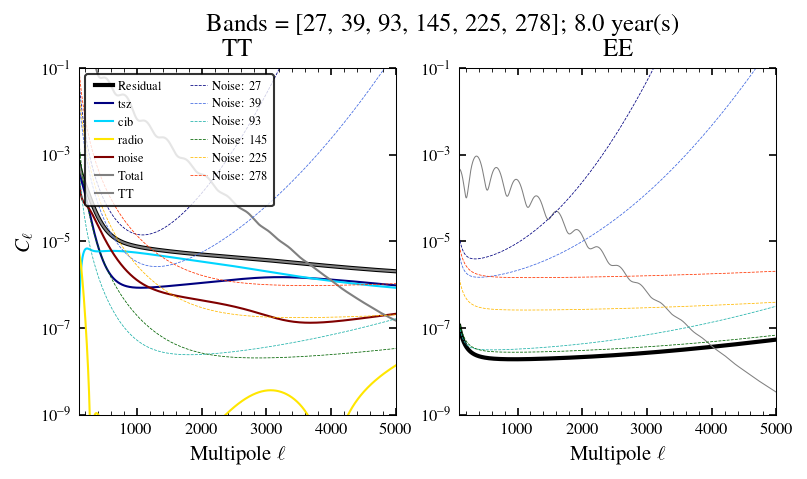 Bands = [27, 39, 93, 145, 225, 278]; 8.0 year(s)
TT
EE
Residual
tsz
cib
radio
noise
Total
TT
Noise: 27
Noise: 39
Noise: 93
Noise: 145
Noise: 225
Noise: 278
10⁻¹
10⁻³
10⁻⁵
10⁻⁷
10⁻⁹
C_ℓ
1000 2000 3000 4000 5000
Multipole ℓ
10⁻¹
10⁻³
10⁻⁵
10⁻⁷
10⁻⁹
1000 2000 3000 4000 5000
Multipole ℓ